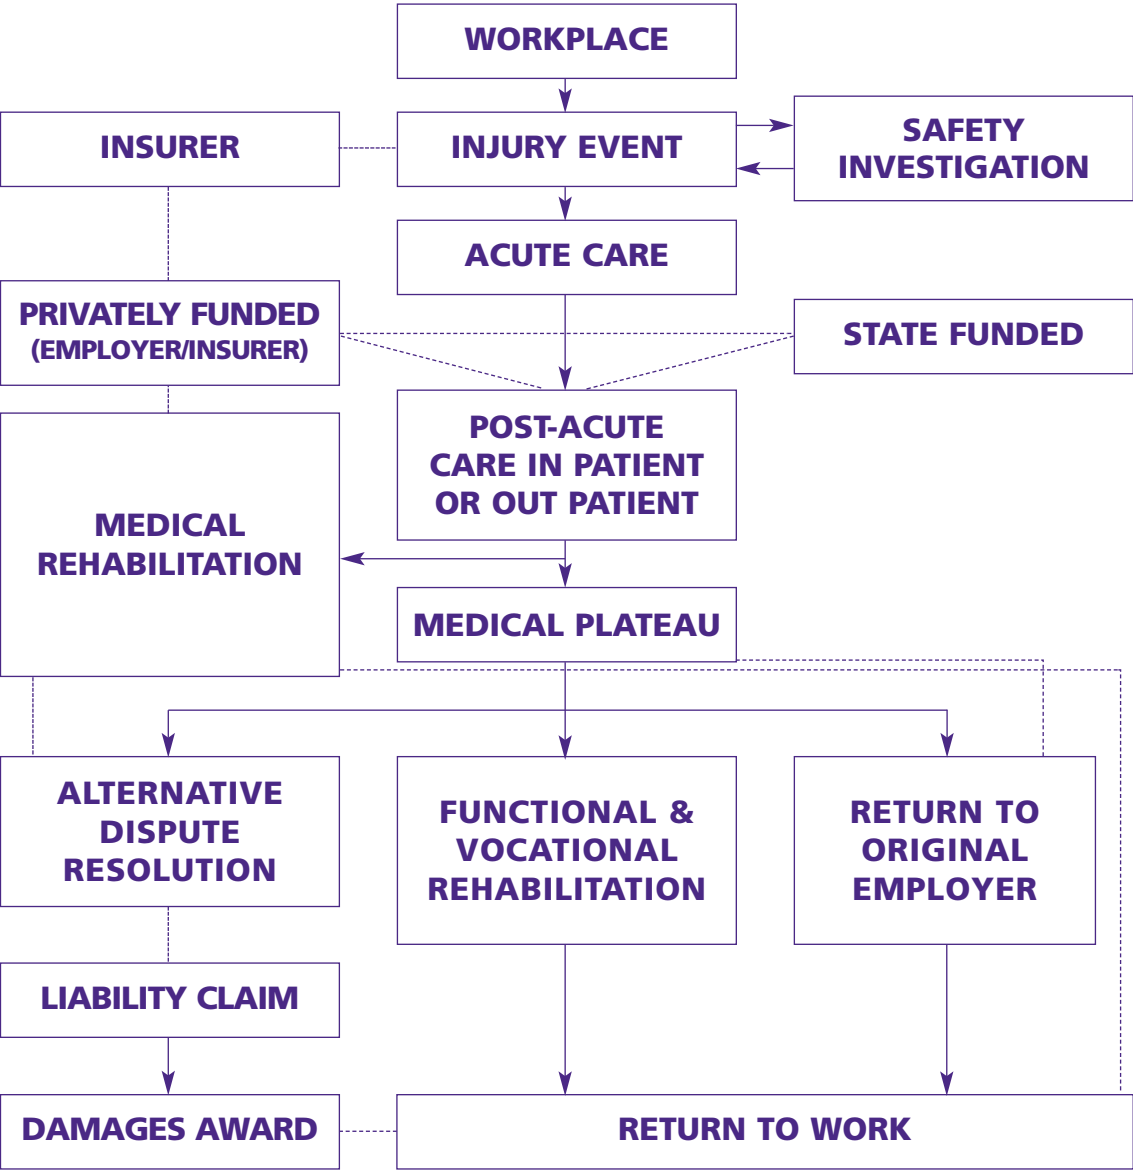 WORKPLACE
INSURER
INJURY EVENT
SAFETY
INVESTIGATION
ACUTE CARE
PRIVATELY FUNDED
(EMPLOYER/INSURER)
STATE FUNDED
POST-ACUTE
CARE IN PATIENT
OR OUT PATIENT
MEDICAL
REHABILITATION
MEDICAL PLATEAU
ALTERNATIVE
DISPUTE
RESOLUTION
FUNCTIONAL &
VOCATIONAL
REHABILITATION
RETURN TO
ORIGINAL
EMPLOYER
LIABILITY CLAIM
DAMAGES AWARD
RETURN TO WORK